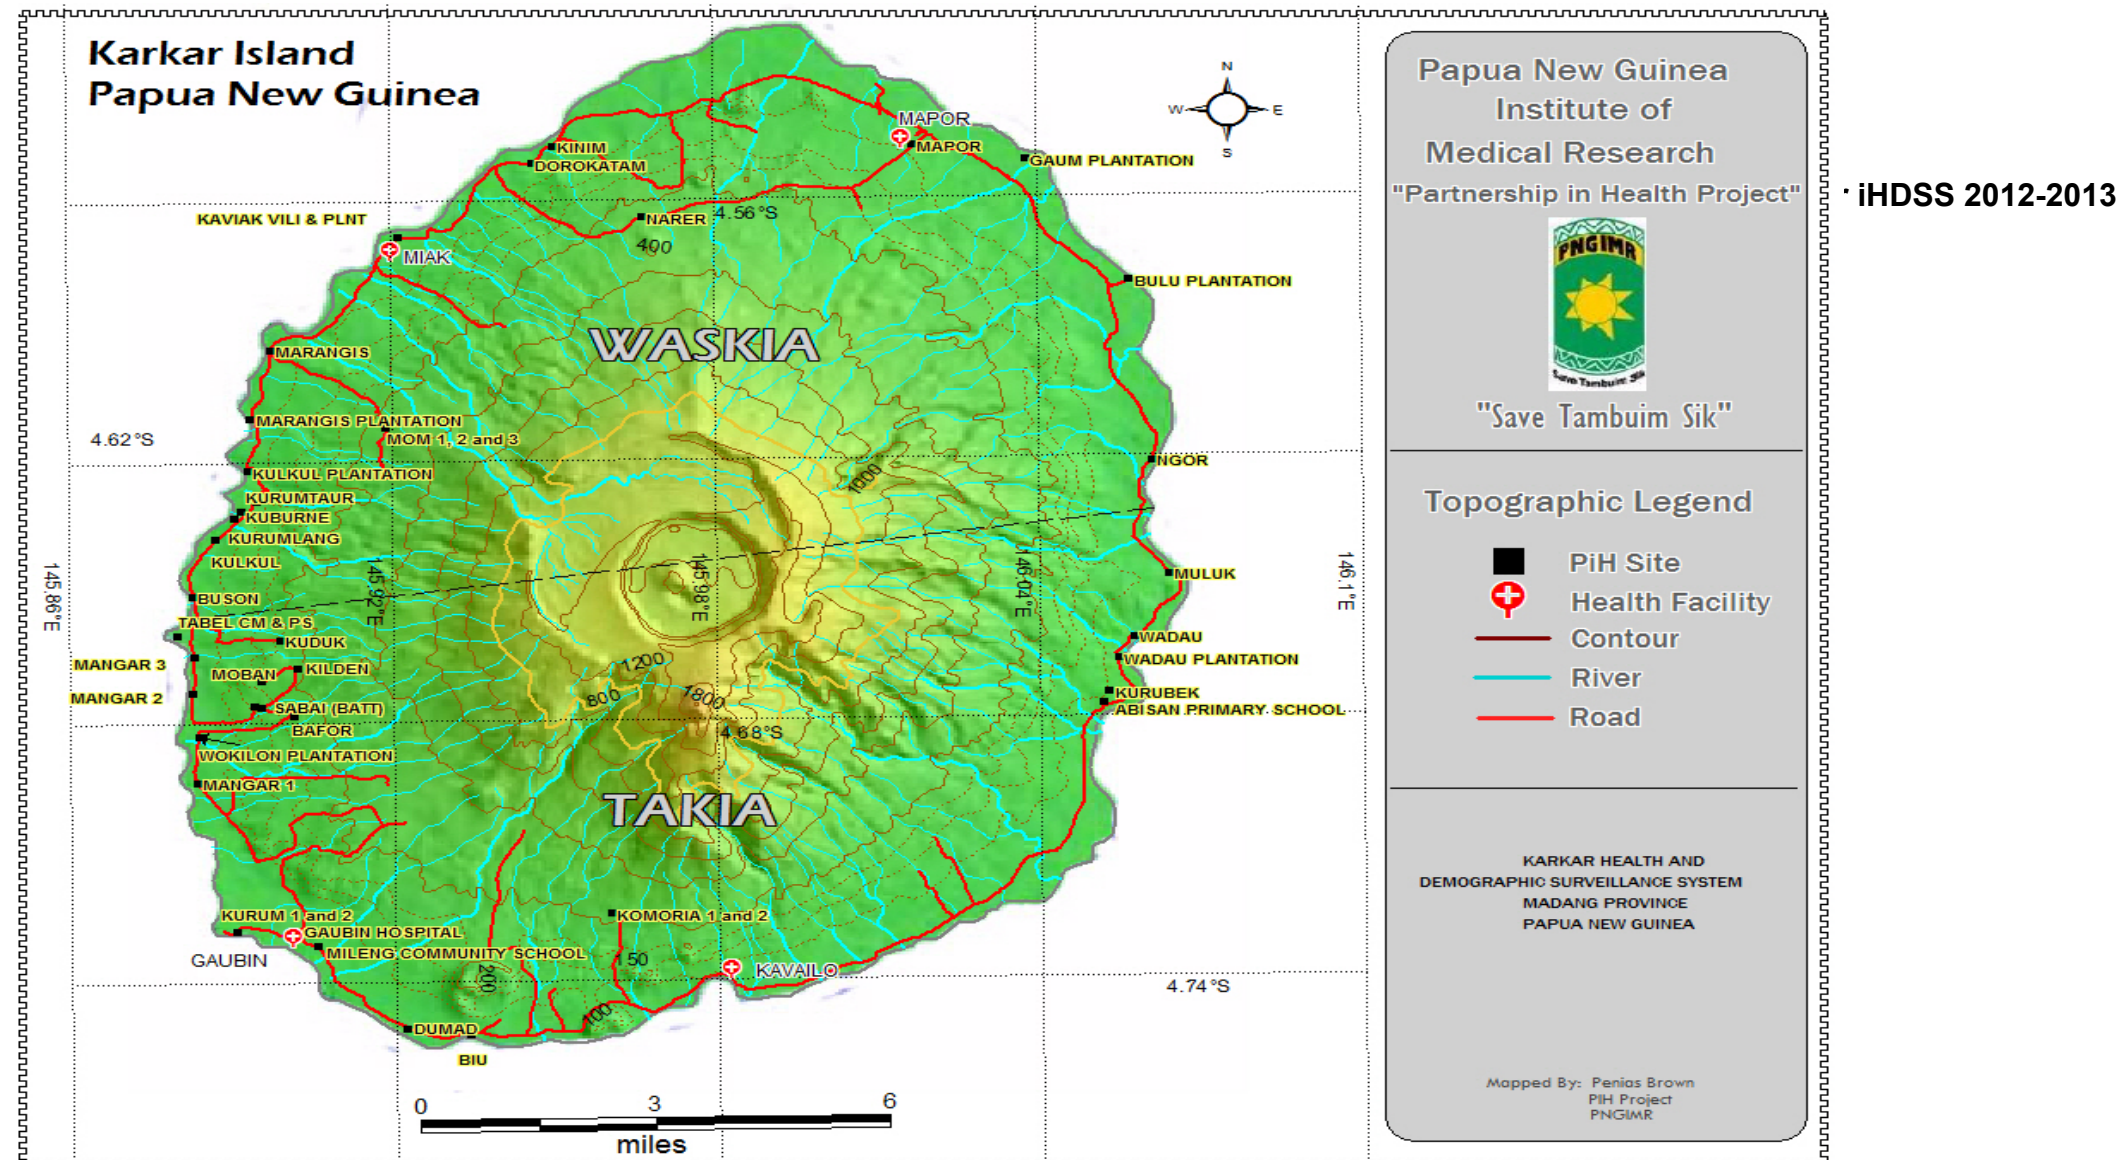 Karkar Island
Papua New Guinea
N
W
E
S
MAPOR
MAPOR
KINIM
DOROKATAM
GAUM PLANTATION
KAVIAK VILI & PLNT
NARER
4.56°S
400
MIAK
BULU PLANTATION
WASKIA
MARANGIS
MARANGIS PLANTATION
4.62°S
MOM 1, 2 and 3
NGOR
KULKUL PLANTATION
1000
KURUMTAUR
KUBURNE
KURUMLANG
KULKUL
145.86°E
145.92°E
145.98°E
146.04°E
146.1°E
MULUK
BUSON
TABEL CM & PS
KUDUK
WADAU
MANGAR 3
MOBAN
KILDEN
1200
WADAU PLANTATION
MANGAR 2
800
1800
KURUBEK
SABAI (BATT)
ABISAN PRIMARY SCHOOL
BAFOR
4.68°S
WOKILON PLANTATION
MANGAR 1
TAKIA
KURUM 1 and 2
KOMORIA 1 and 2
GAUBIN HOSPITAL
MILENG COMMUNITY SCHOOL
GAUBIN
150
KAVAILO
200
4.74°S
100
DUMAD
BIU
0
3
6
miles
Papua New Guinea
Institute of
Medical Research
"Partnership in Health Project"
PNGIMR
Save Tambuim Sik
"Save Tambuim Sik"
Topographic Legend
PiH Site
Health Facility
Contour
River
Road
KARKAR HEALTH AND
DEMOGRAPHIC SURVEILLANCE SYSTEM
MADANG PROVINCE
PAPUA NEW GUINEA
Mapped By: Penias Brown
PIH Project
PNGIMR
iHDSS 2012-2013